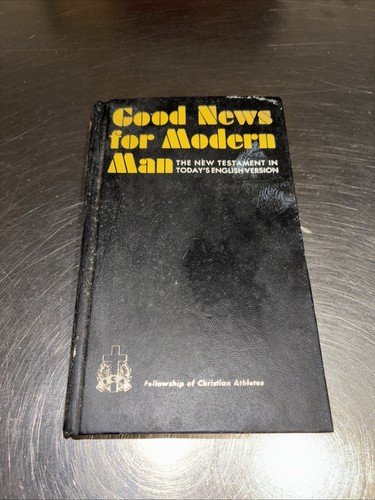 Good News
for Modern
Man THE NEW TESTAMENT IN
TODAY'S ENGLISH VERSION
Fellowship of Christian Athletes